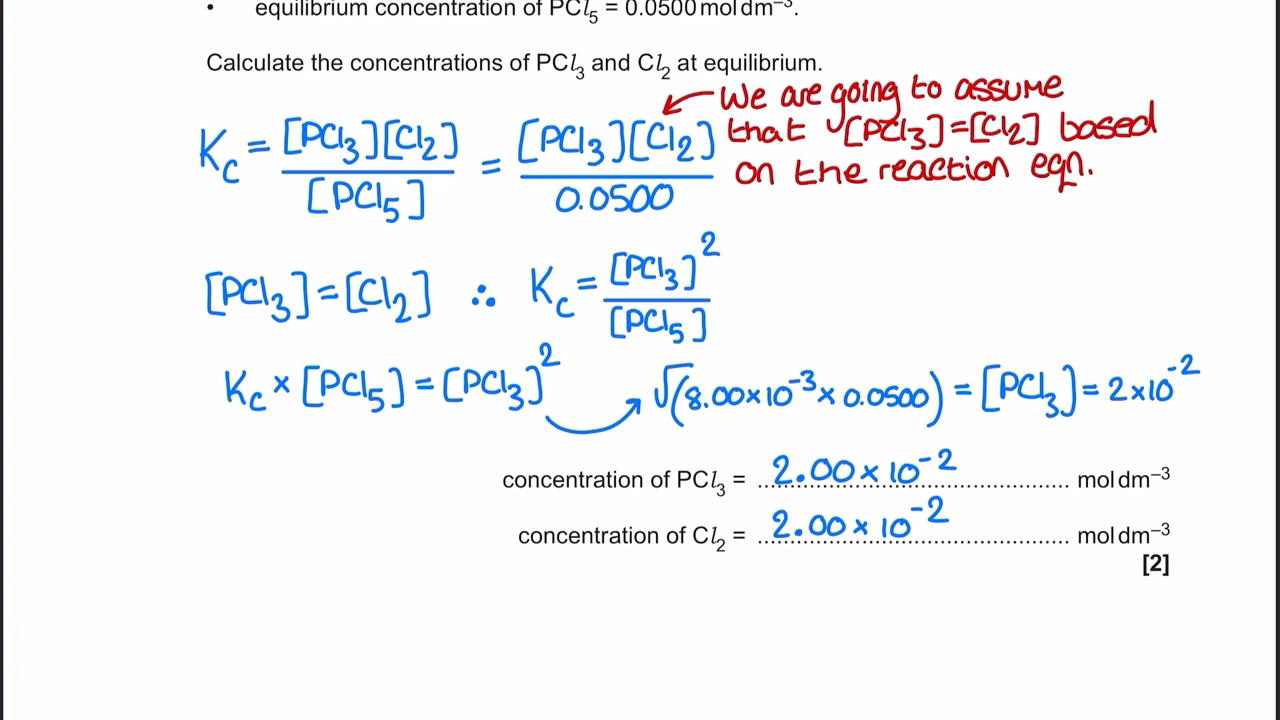 • equilibrium concentration of PCl₅ = 0.0500 mol dm⁻³.
Calculate the concentrations of PCl₃ and Cl₂ at equilibrium.
We are going to assume
that [PCl₃]=[Cl₂] based
on the reaction eqn.
Kc = [PCl₃][Cl₂] / [PCl₅] = [PCl₃][Cl₂] / 0.0500
[PCl₃]=[Cl₂] ∴ Kc = [PCl₃]² / [PCl₅]
Kc × [PCl₅] = [PCl₃]² √(8.00×10⁻³ × 0.0500) = [PCl₃] = 2×10⁻²
concentration of PCl₃ = 2.00 × 10⁻² mol dm⁻³
concentration of Cl₂ = 2.00 × 10⁻² mol dm⁻³
[2]